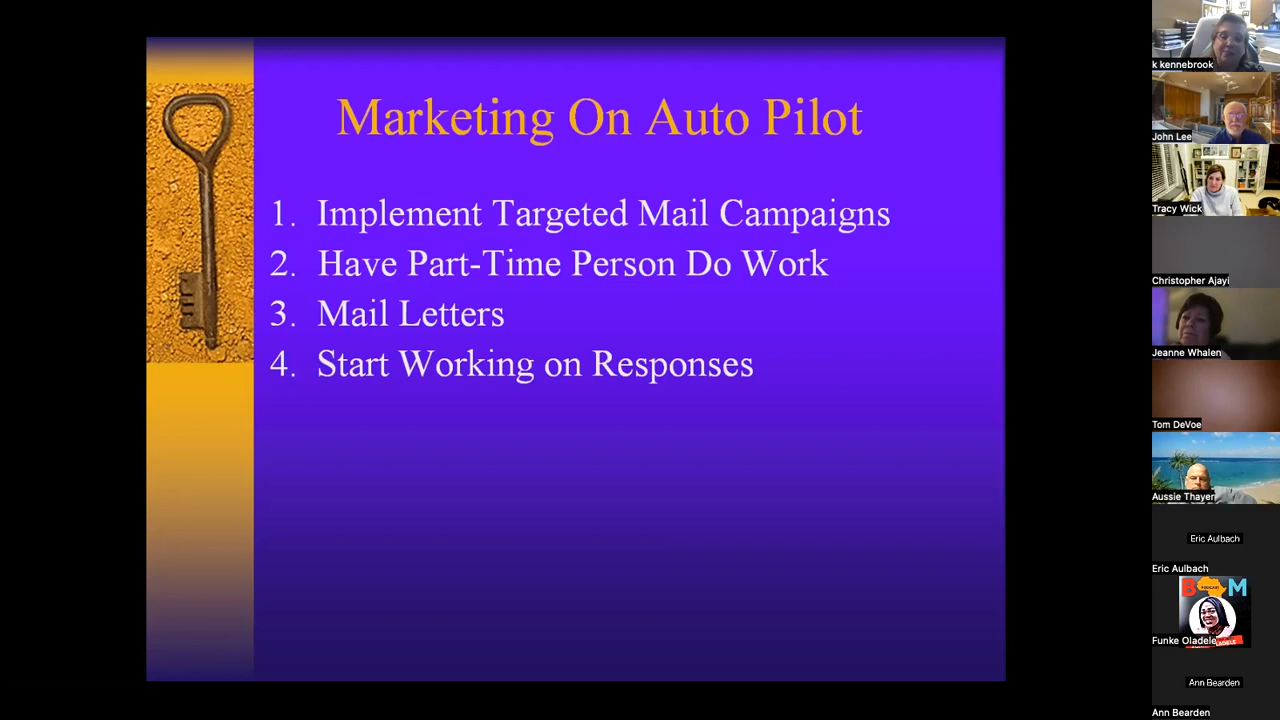 Marketing On Auto Pilot
1. Implement Targeted Mail Campaigns
2. Have Part-Time Person Do Work
3. Mail Letters
4. Start Working on Responses
k kennebrook
John Lee
Tracy Wick
Christopher Ajayi
Jeanne Whalen
Tom DeVoe
Aussie Thayer
Eric Aulbach
Eric Aulbach
Funke Oladele
Ann Bearden
Ann Bearden